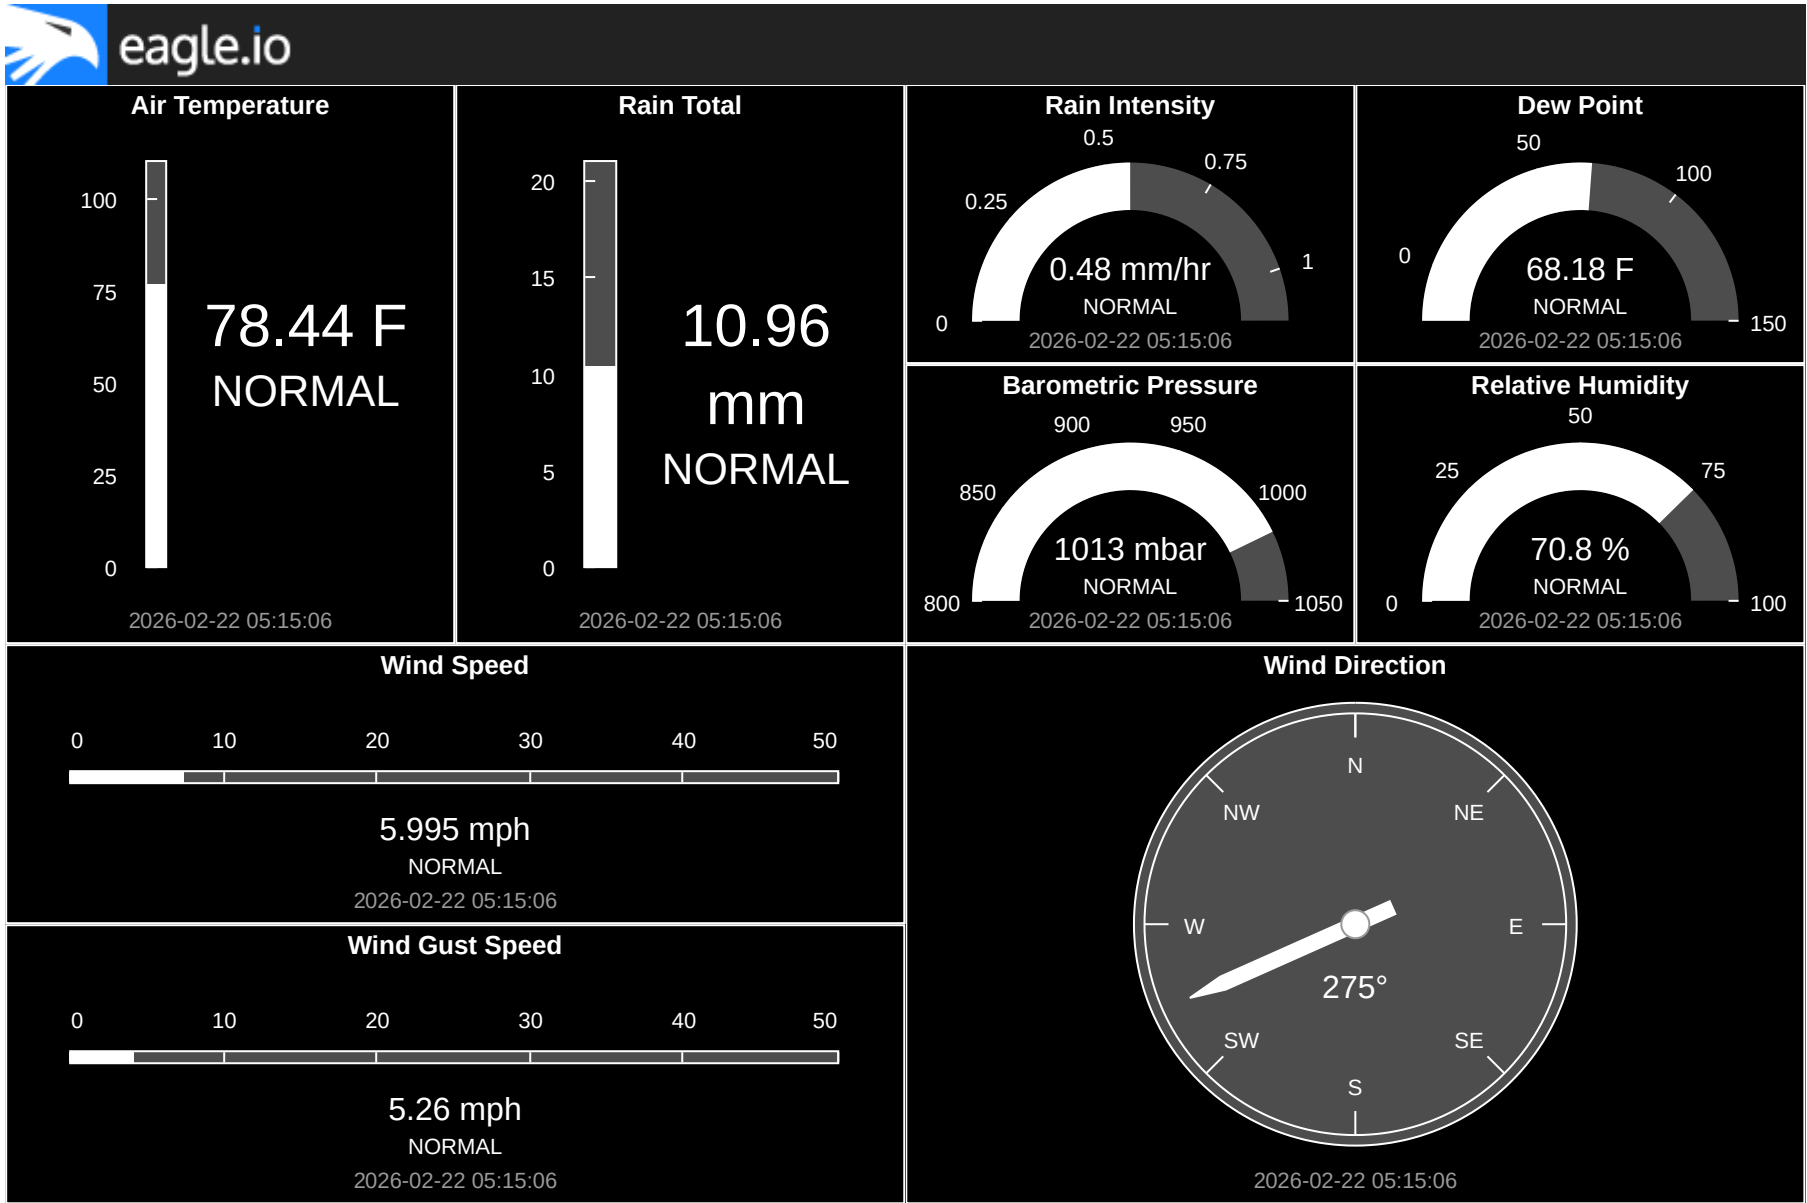 eagle.io
Air Temperature
100
75
50
25
0
78.44 F
NORMAL
2026-02-22 05:15:06
Rain Total
20
15
10
5
0
10.96
mm
NORMAL
2026-02-22 05:15:06
Rain Intensity
0
0.25
0.5
0.75
1
0.48 mm/hr
NORMAL
2026-02-22 05:15:06
Dew Point
0
50
100
150
68.18 F
NORMAL
2026-02-22 05:15:06
Barometric Pressure
800
850
900
950
1000
1050
1013 mbar
NORMAL
2026-02-22 05:15:06
Relative Humidity
0
25
50
75
100
70.8 %
NORMAL
2026-02-22 05:15:06
Wind Speed
0 10 20 30 40 50
5.995 mph
NORMAL
2026-02-22 05:15:06
Wind Gust Speed
0 10 20 30 40 50
5.26 mph
NORMAL
2026-02-22 05:15:06
Wind Direction
N
NW NE
W E
275°
SW SE
S
2026-02-22 05:15:06